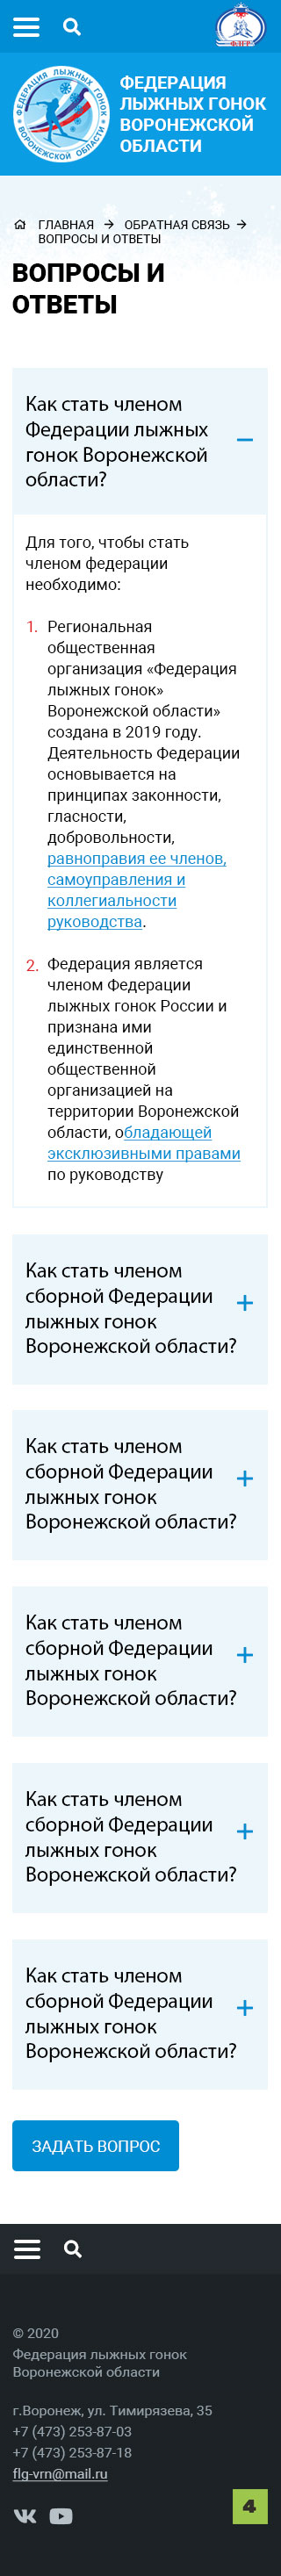 ФЛГР
ФЕДЕРАЦИЯ ЛЫЖНЫХ ГОНОК
ВОРОНЕЖСКОЙ ОБЛАСТИ
ФЕДЕРАЦИЯ
ЛЫЖНЫХ ГОНОК
ВОРОНЕЖСКОЙ
ОБЛАСТИ
ГЛАВНАЯ → ОБРАТНАЯ СВЯЗЬ →
ВОПРОСЫ И ОТВЕТЫ
ВОПРОСЫ И
ОТВЕТЫ
Как стать членом
Федерации лыжных
гонок Воронежской
области?
Для того, чтобы стать
членом федерации
необходимо:
1. Региональная
общественная
организация «Федерация
лыжных гонок»
Воронежской области»
создана в 2019 году.
Деятельность Федерации
основывается на
принципах законности,
гласности,
добровольности,
равноправия ее членов,
самоуправления и
коллегиальности
руководства.
2. Федерация является
членом Федерации
лыжных гонок России и
признана ими
единственной
общественной
организацией на
территории Воронежской
области, обладающей
эксклюзивными правами
по руководству
Как стать членом
сборной Федерации
лыжных гонок
Воронежской области?
Как стать членом
сборной Федерации
лыжных гонок
Воронежской области?
Как стать членом
сборной Федерации
лыжных гонок
Воронежской области?
Как стать членом
сборной Федерации
лыжных гонок
Воронежской области?
Как стать членом
сборной Федерации
лыжных гонок
Воронежской области?
ЗАДАТЬ ВОПРОС
© 2020
Федерация лыжных гонок
Воронежской области
г.Воронеж, ул. Тимирязева, 35
+7 (473) 253-87-03
+7 (473) 253-87-18
flg-vrn@mail.ru
4